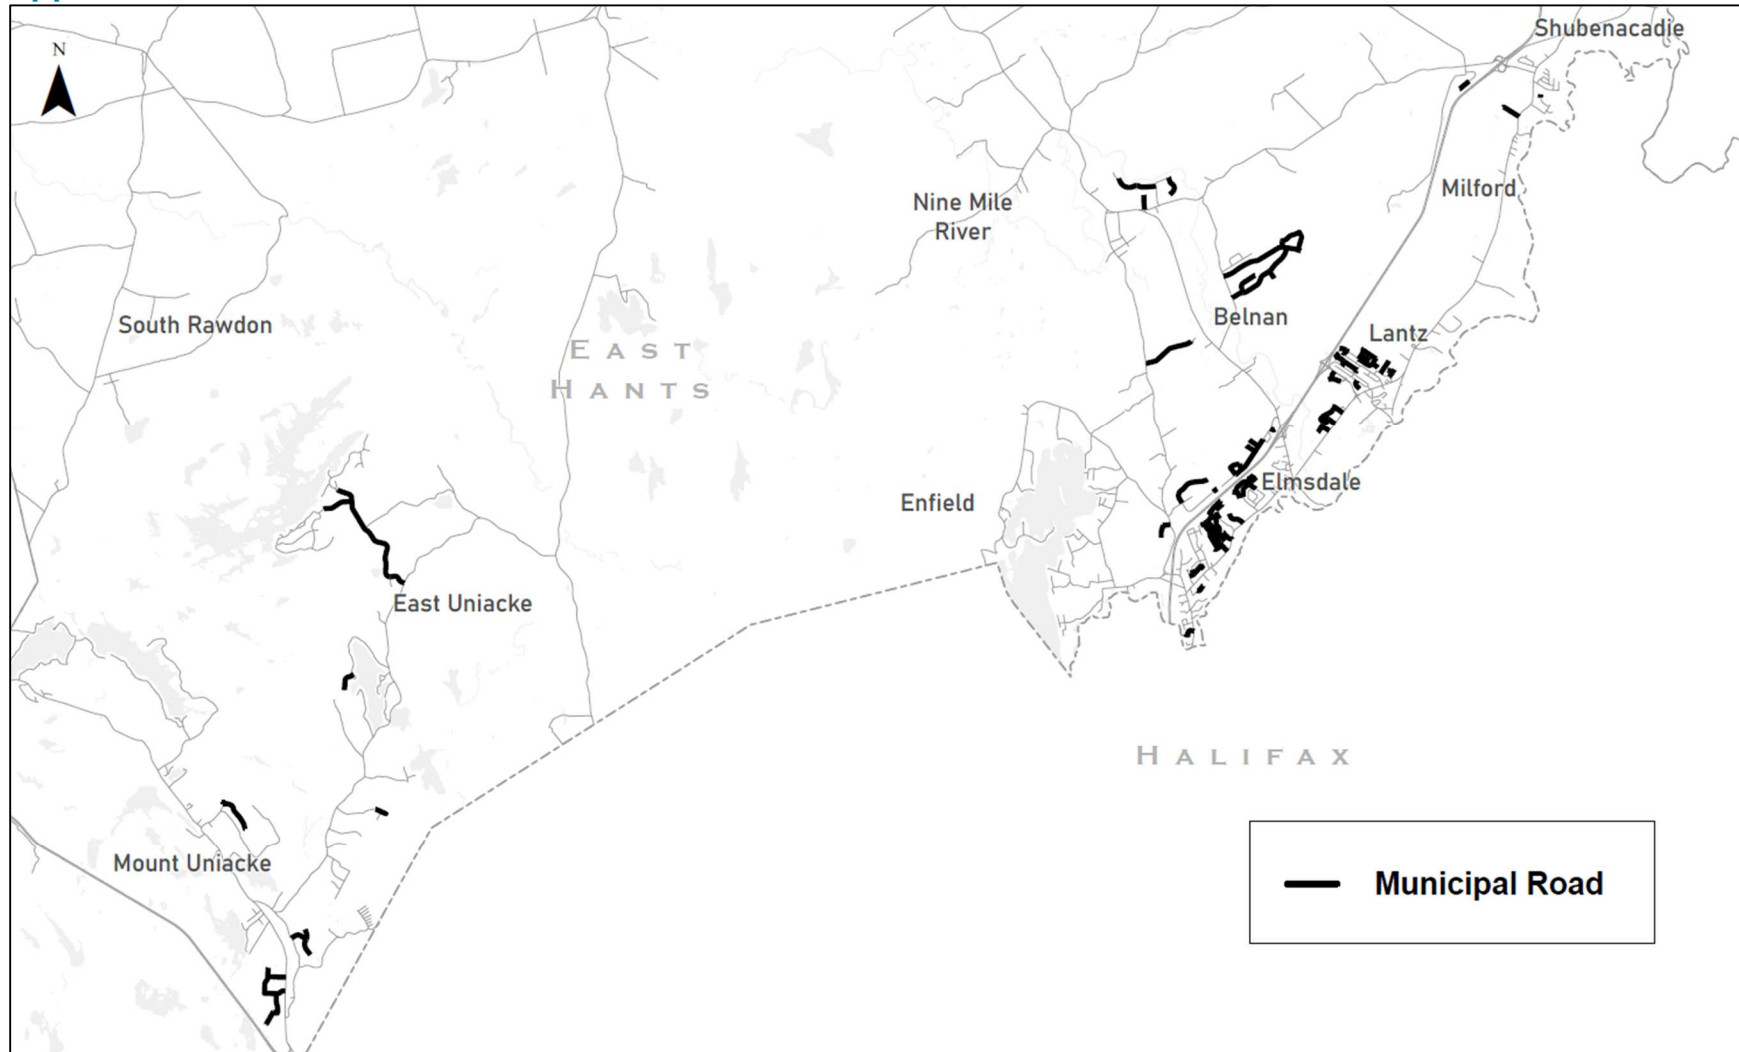 N
Shubenacadie
Milford
Nine Mile
River
South Rawdon
Belnan
Lantz
EAST
HANTS
Elmsdale
Enfield
East Uniacke
HALIFAX
Mount Uniacke
Municipal Road